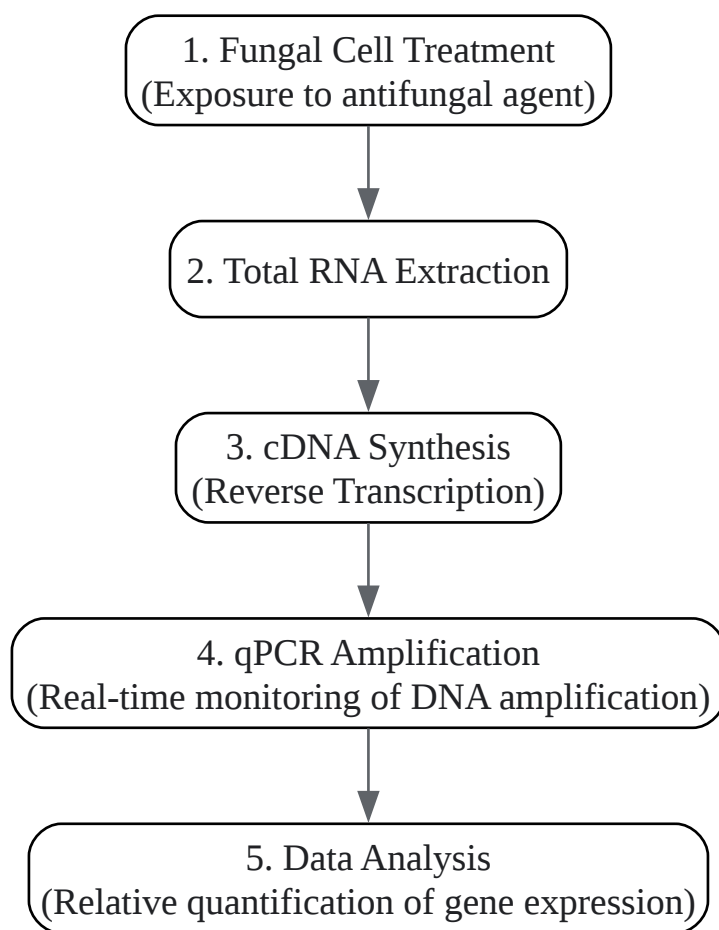 1. Fungal Cell Treatment
(Exposure to antifungal agent)
2. Total RNA Extraction
3. cDNA Synthesis
(Reverse Transcription)
4. qPCR Amplification
(Real-time monitoring of DNA amplification)
5. Data Analysis
(Relative quantification of gene expression)